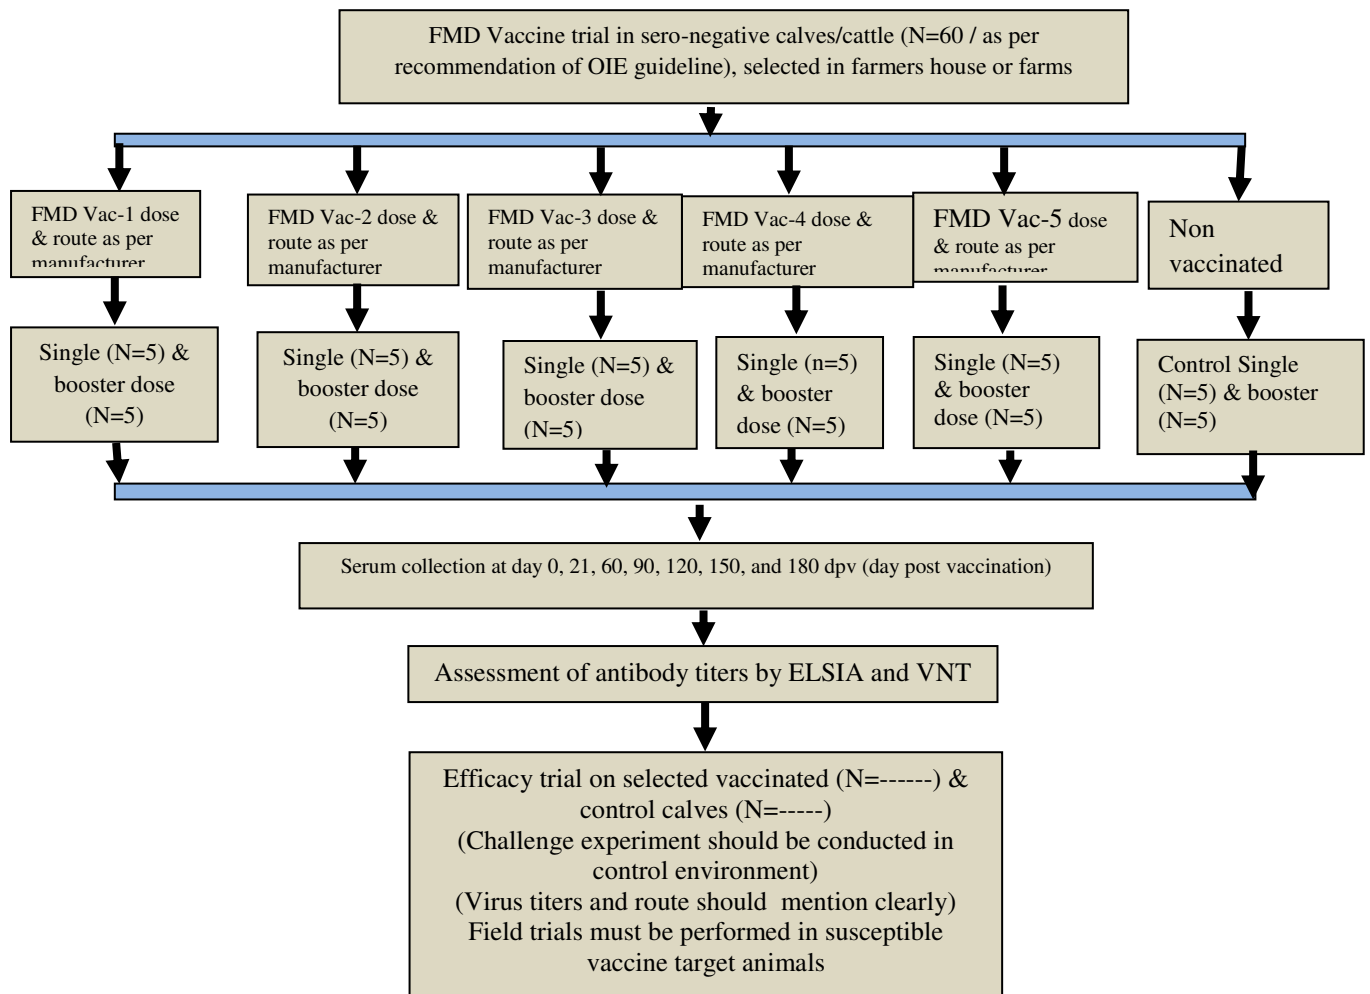 FMD Vaccine trial in sero-negative calves/cattle (N=60 / as per
recommendation of OIE guideline), selected in farmers house or farms
FMD Vac-1 dose
& route as per
manufacturer
FMD Vac-2 dose &
route as per
manufacturer
FMD Vac-3 dose &
route as per
manufacturer
FMD Vac-4 dose &
route as per
manufacturer
FMD Vac-5 dose
& route as per
manufacturer
Non
vaccinated
Single (N=5) &
booster dose
(N=5)
Single (N=5) &
booster dose
(N=5)
Single (N=5) &
booster dose
(N=5)
Single (n=5)
& booster
dose (N=5)
Single (N=5)
& booster
dose (N=5)
Control Single
(N=5) & booster
(N=5)
Serum collection at day 0, 21, 60, 90, 120, 150, and 180 dpv (day post vaccination)
Assessment of antibody titers by ELSIA and VNT
Efficacy trial on selected vaccinated (N=------) &
control calves (N=-----)
(Challenge experiment should be conducted in
control environment)
(Virus titers and route should  mention clearly)
Field trials must be performed in susceptible
vaccine target animals